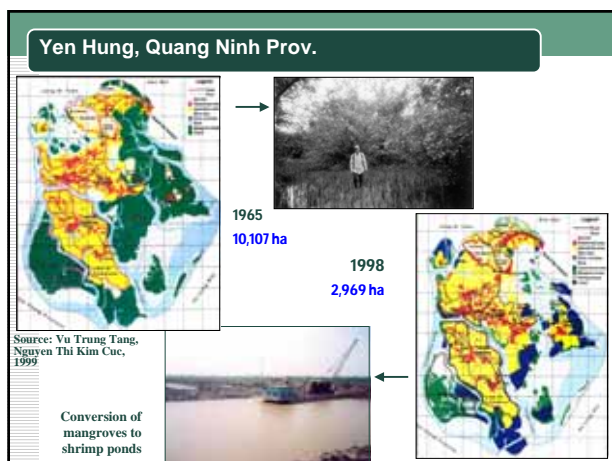 Yen Hung, Quang Ninh Prov.
1965
10,107 ha
1998
2,969 ha
Source: Vu Trung Tang,
Nguyen Thi Kim Cuc,
1999
Conversion of
mangroves to
shrimp ponds